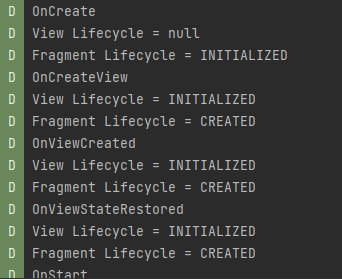 D OnCreate
D View Lifecycle = null
D Fragment Lifecycle = INITIALIZED
D OnCreateView
D View Lifecycle = INITIALIZED
D Fragment Lifecycle = CREATED
D OnViewCreated
D View Lifecycle = INITIALIZED
D Fragment Lifecycle = CREATED
D OnViewStateRestored
D View Lifecycle = INITIALIZED
D Fragment Lifecycle = CREATED
D OnStart